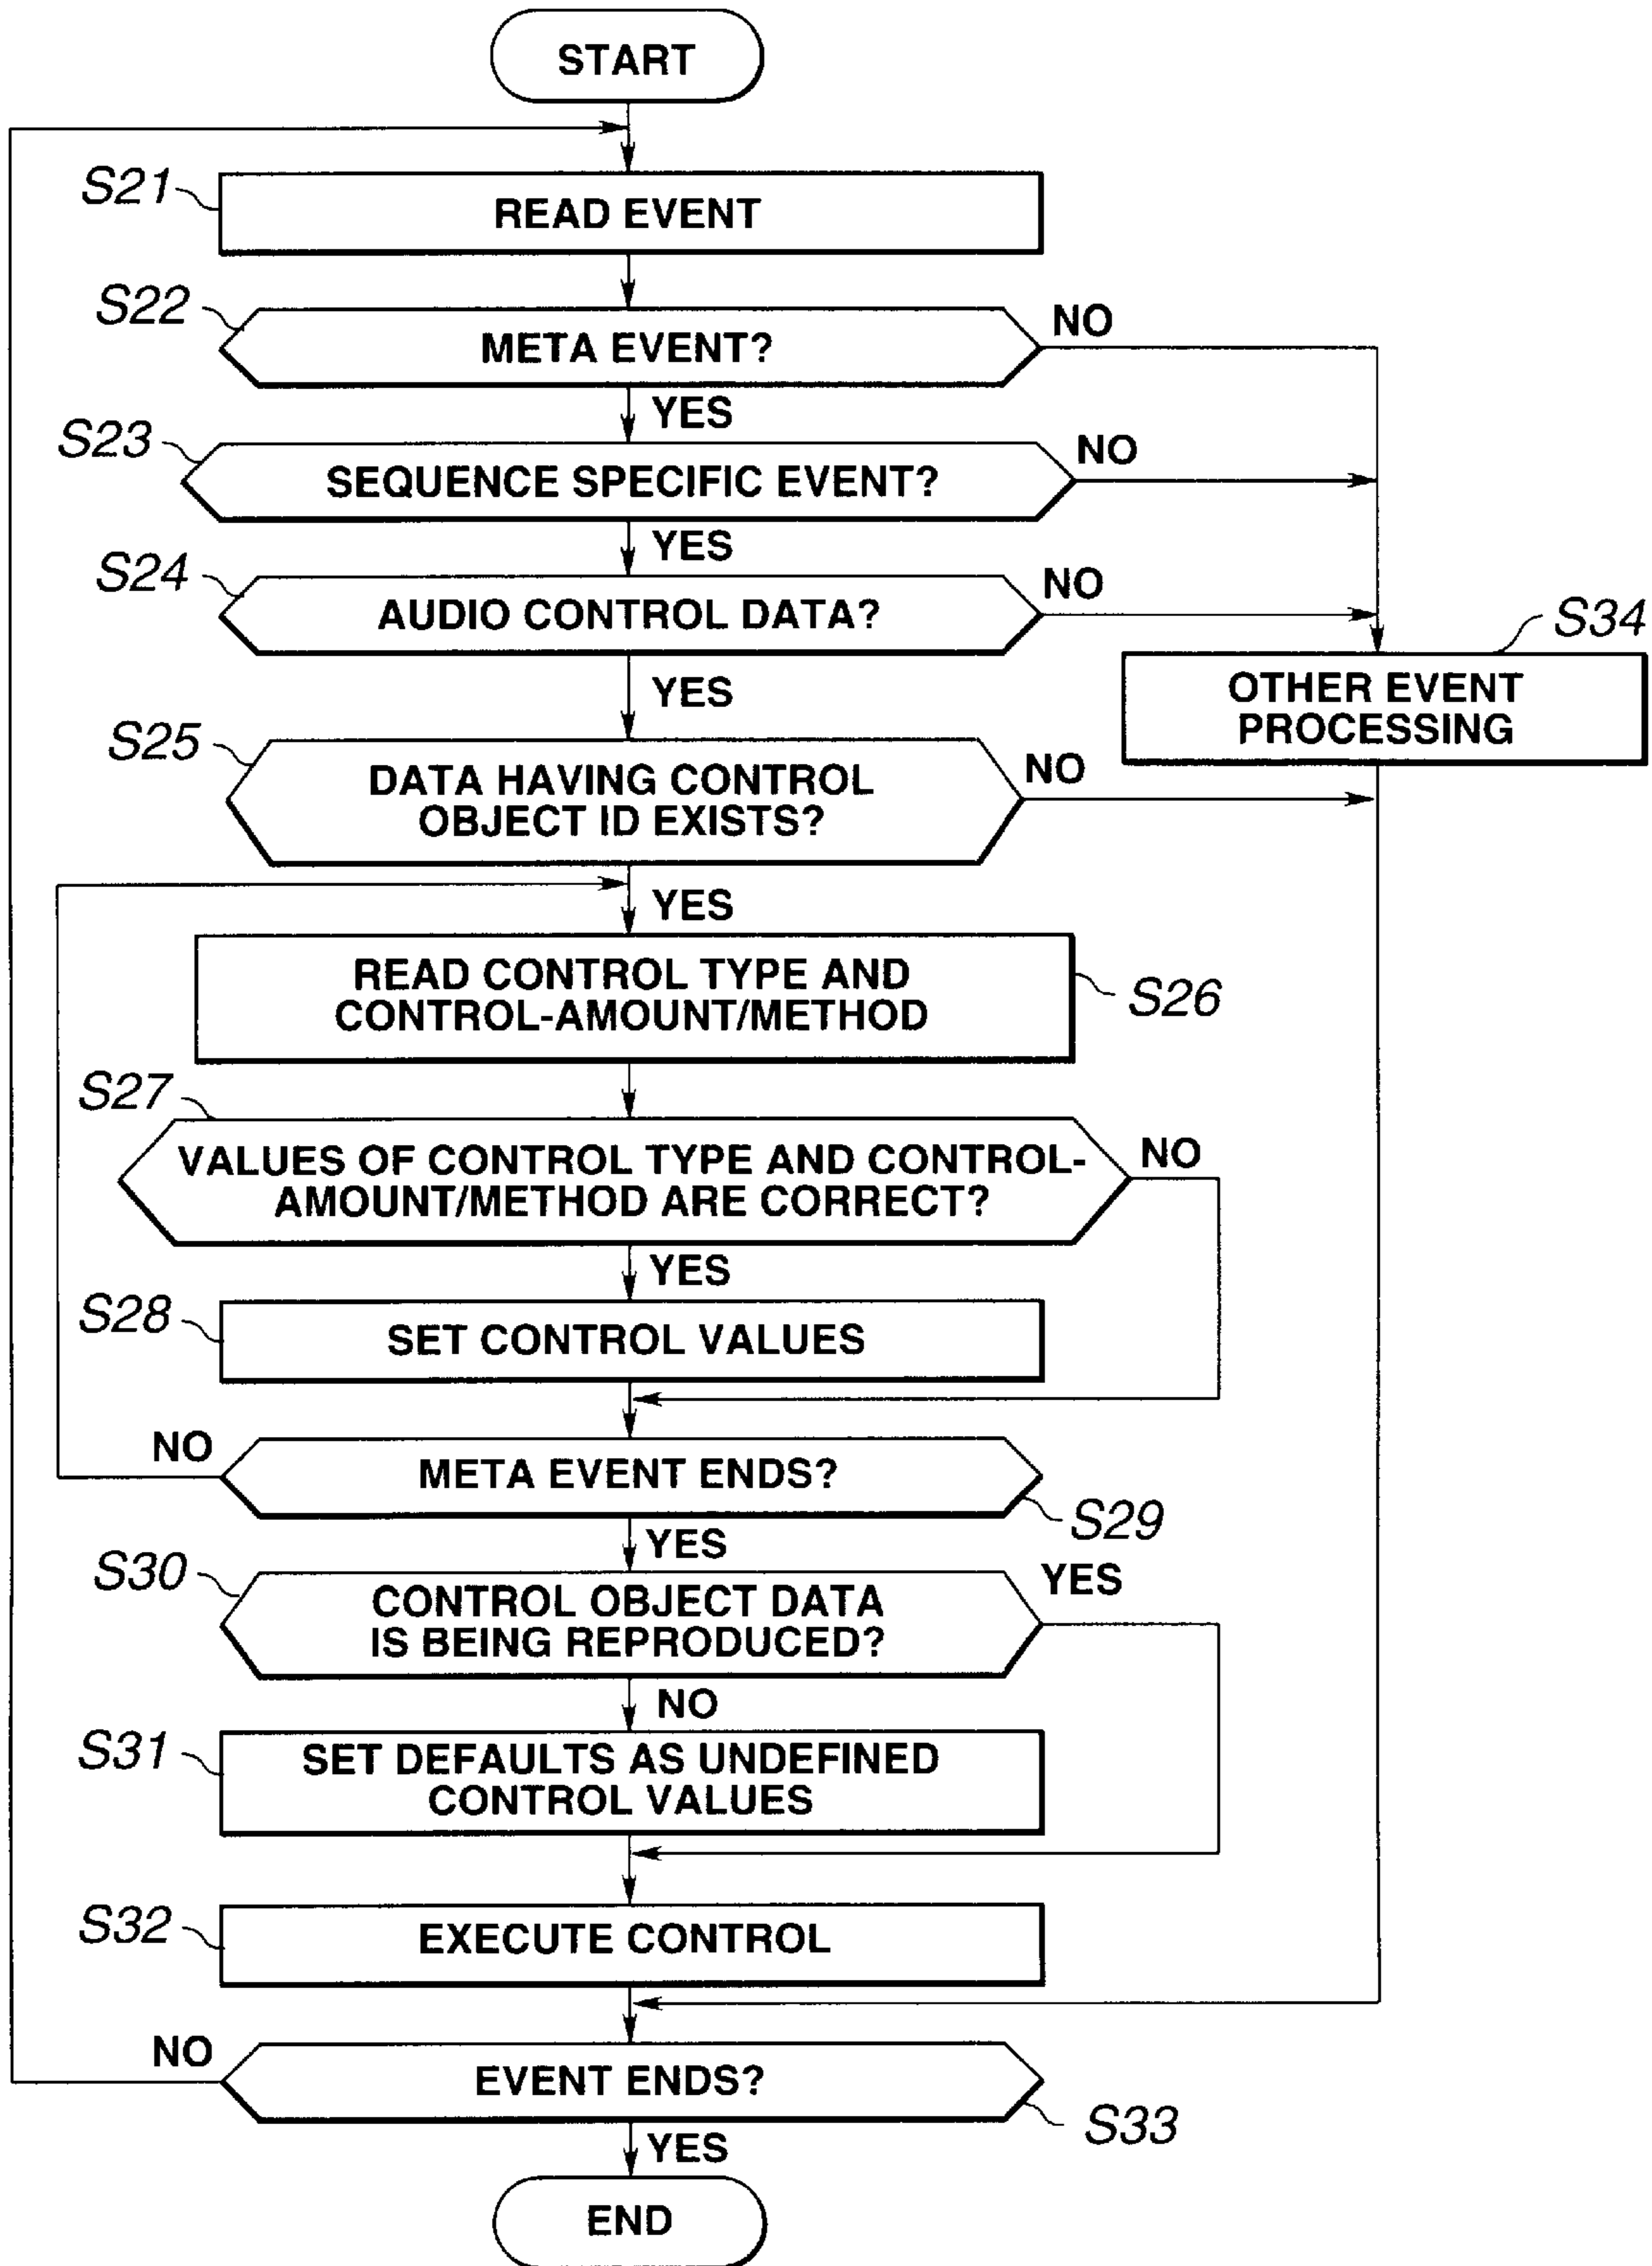 START
S21
READ EVENT
S22
META EVENT?
NO
YES
S23
SEQUENCE SPECIFIC EVENT?
NO
YES
S24
AUDIO CONTROL DATA?
NO
YES
S34
OTHER EVENT
PROCESSING
S25
DATA HAVING CONTROL
OBJECT ID EXISTS?
NO
YES
READ CONTROL TYPE AND
CONTROL-AMOUNT/METHOD
S26
S27
VALUES OF CONTROL TYPE AND CONTROL-
AMOUNT/METHOD ARE CORRECT?
NO
YES
S28
SET CONTROL VALUES
NO
META EVENT ENDS?
S29
YES
S30
CONTROL OBJECT DATA
IS BEING REPRODUCED?
YES
NO
S31
SET DEFAULTS AS UNDEFINED
CONTROL VALUES
S32
EXECUTE CONTROL
NO
EVENT ENDS?
S33
YES
END